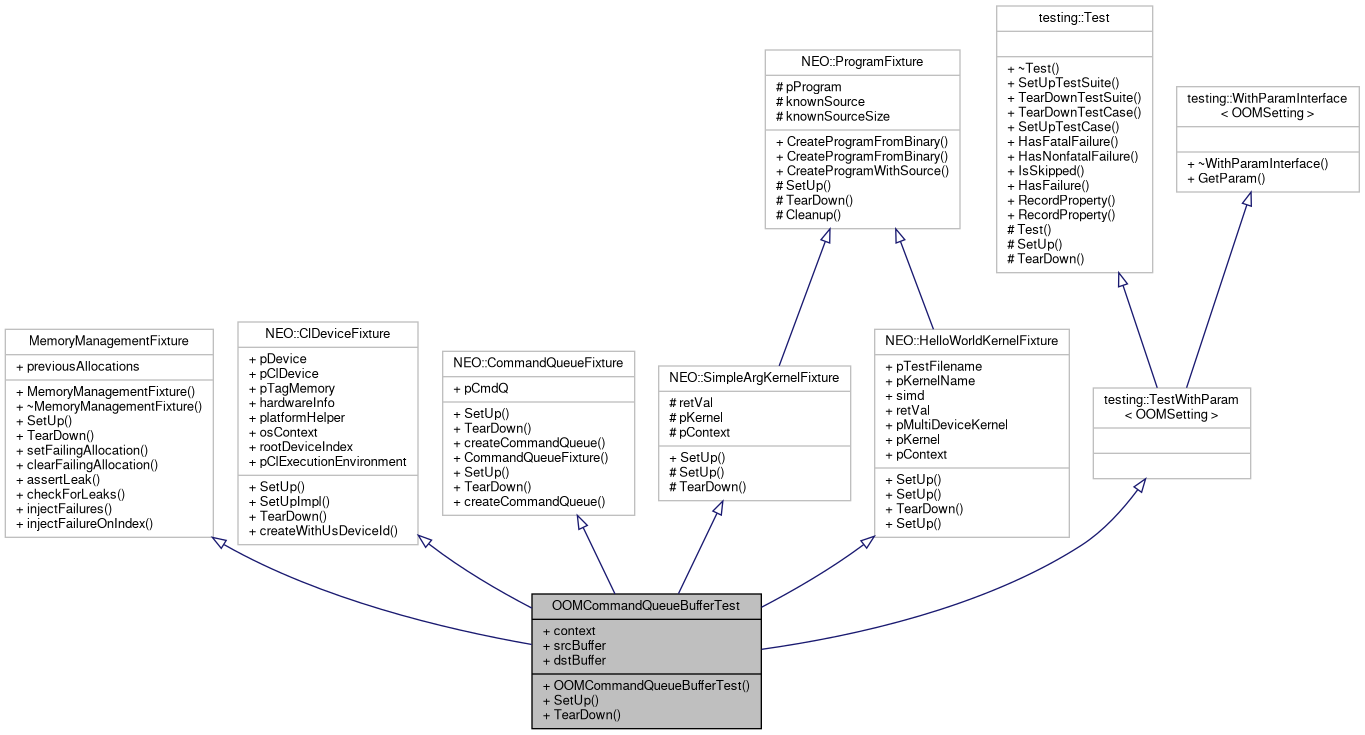 testing::Test
+ ~Test()
+ SetUpTestSuite()
+ TearDownTestSuite()
+ TearDownTestCase()
+ SetUpTestCase()
+ HasFatalFailure()
+ HasNonfatalFailure()
+ IsSkipped()
+ HasFailure()
+ RecordProperty()
+ RecordProperty()
# Test()
# SetUp()
# TearDown()
NEO::ProgramFixture
# pProgram
# knownSource
# knownSourceSize
+ CreateProgramFromBinary()
+ CreateProgramFromBinary()
+ CreateProgramWithSource()
# SetUp()
# TearDown()
# Cleanup()
testing::WithParamInterface
< OOMSetting >
+ ~WithParamInterface()
+ GetParam()
MemoryManagementFixture
+ previousAllocations
+ MemoryManagementFixture()
+ ~MemoryManagementFixture()
+ SetUp()
+ TearDown()
+ setFailingAllocation()
+ clearFailingAllocation()
+ assertLeak()
+ checkForLeaks()
+ injectFailures()
+ injectFailureOnIndex()
NEO::ClDeviceFixture
+ pDevice
+ pClDevice
+ pTagMemory
+ hardwareInfo
+ platformHelper
+ osContext
+ rootDeviceIndex
+ pClExecutionEnvironment
+ SetUp()
+ SetUpImpl()
+ TearDown()
+ createWithUsDeviceId()
NEO::CommandQueueFixture
+ pCmdQ
+ SetUp()
+ TearDown()
+ createCommandQueue()
+ CommandQueueFixture()
+ SetUp()
+ TearDown()
+ createCommandQueue()
NEO::SimpleArgKernelFixture
# retVal
# pKernel
# pContext
+ SetUp()
# SetUp()
# TearDown()
NEO::HelloWorldKernelFixture
+ pTestFilename
+ pKernelName
+ simd
+ retVal
+ pMultiDeviceKernel
+ pKernel
+ pContext
+ SetUp()
+ SetUp()
+ TearDown()
+ SetUp()
testing::TestWithParam
< OOMSetting >
OOMCommandQueueBufferTest
+ context
+ srcBuffer
+ dstBuffer
+ OOMCommandQueueBufferTest()
+ SetUp()
+ TearDown()